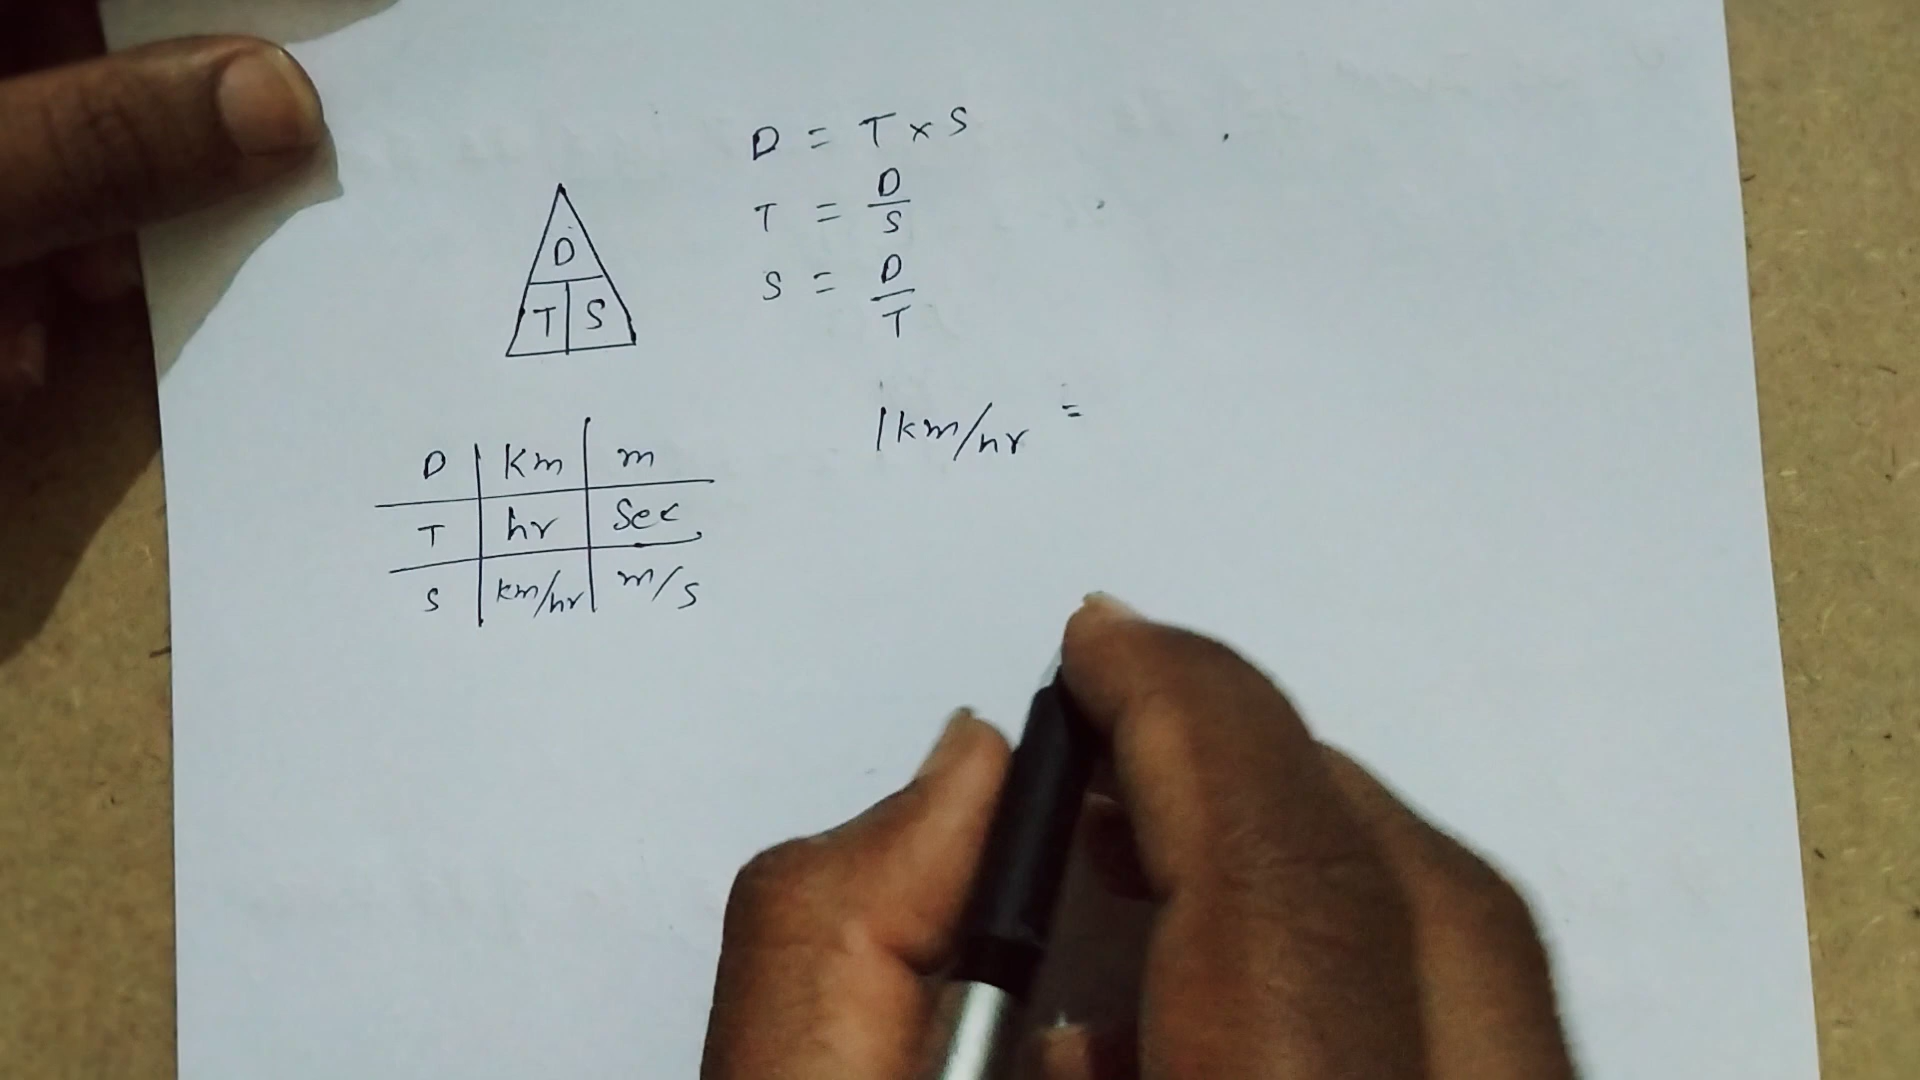 D = T × S
T = D/S
S = D/T
D
T S
1km/hr =
D km m
T hr Sec
S km/hr m/s